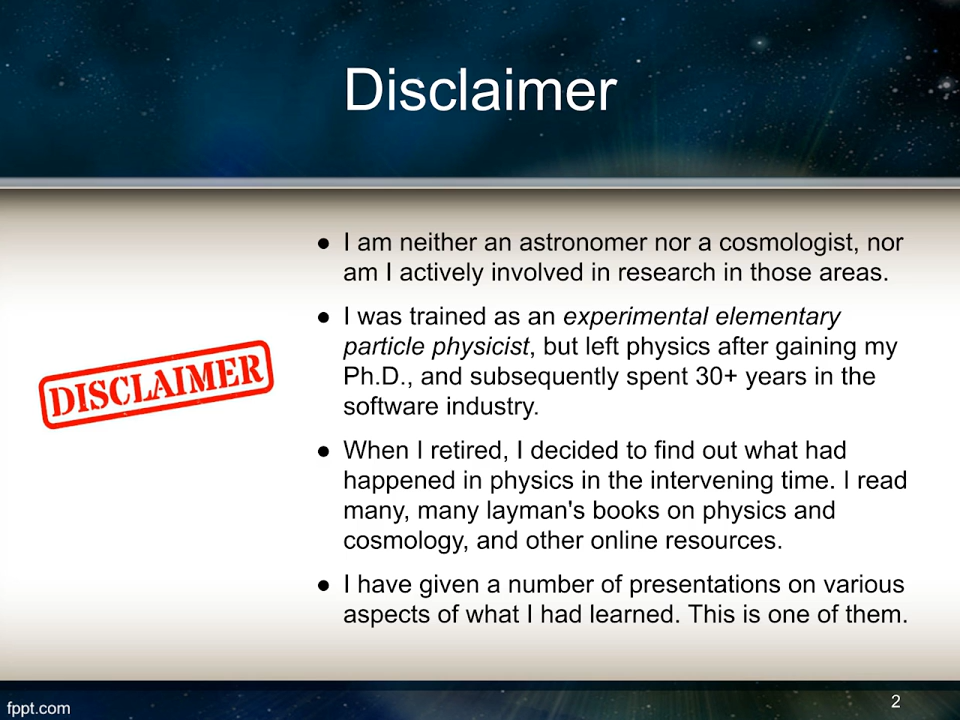 Disclaimer
● I am neither an astronomer nor a cosmologist, nor
am I actively involved in research in those areas.
● I was trained as an experimental elementary
particle physicist, but left physics after gaining my
Ph.D., and subsequently spent 30+ years in the
software industry.
DISCLAIMER
● When I retired, I decided to find out what had
happened in physics in the intervening time. I read
many, many layman's books on physics and
cosmology, and other online resources.
● I have given a number of presentations on various
aspects of what I had learned. This is one of them.
fppt.com
2